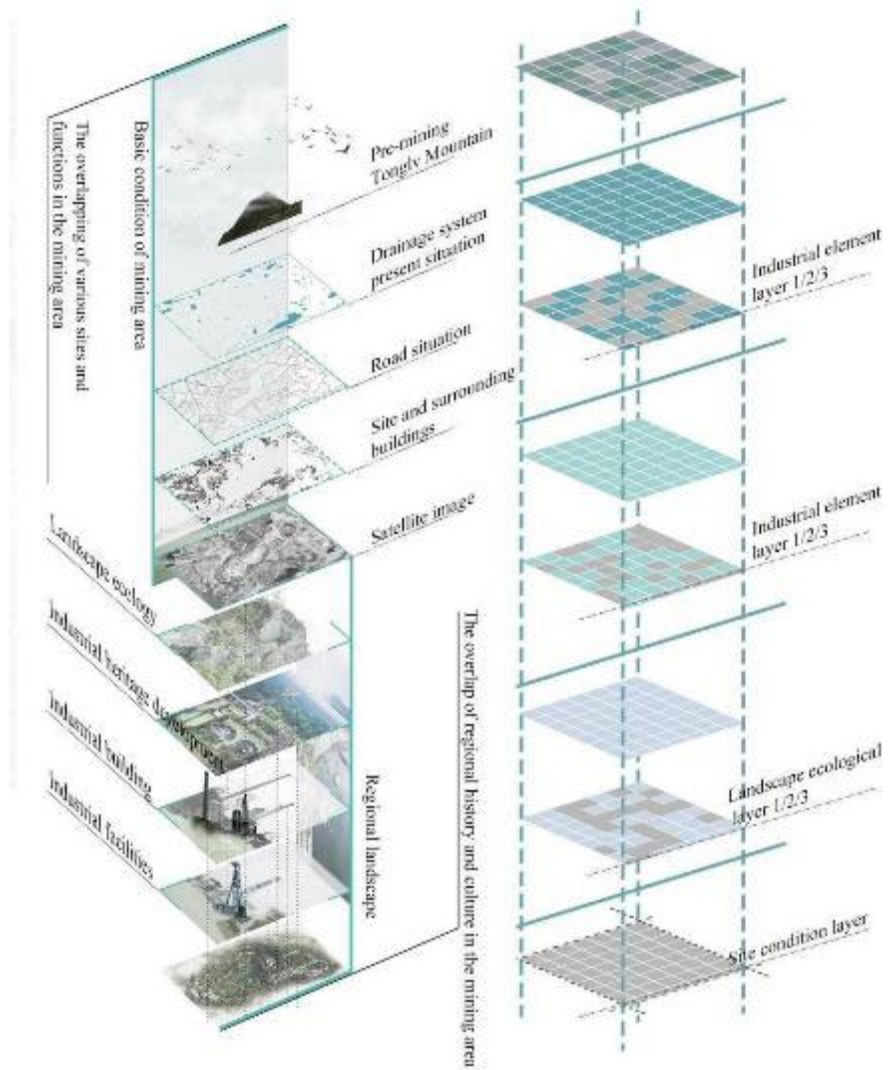 The overlapping of various sites and
functions in the mining area
Basic condition of mining area
Pre-mining
Tonglv Mountain
Drainage system
present situation
Road situation
Site and surrounding
buildings
Satellite image
Landscape ecology
Industrial heritage development
Industrial building
Industrial facilities
Regional landscape
The overlap of regional history and culture in the mining area
Industrial element
layer 1/2/3
Industrial element
layer 1/2/3
Landscape ecological
layer 1/2/3
Site condition layer